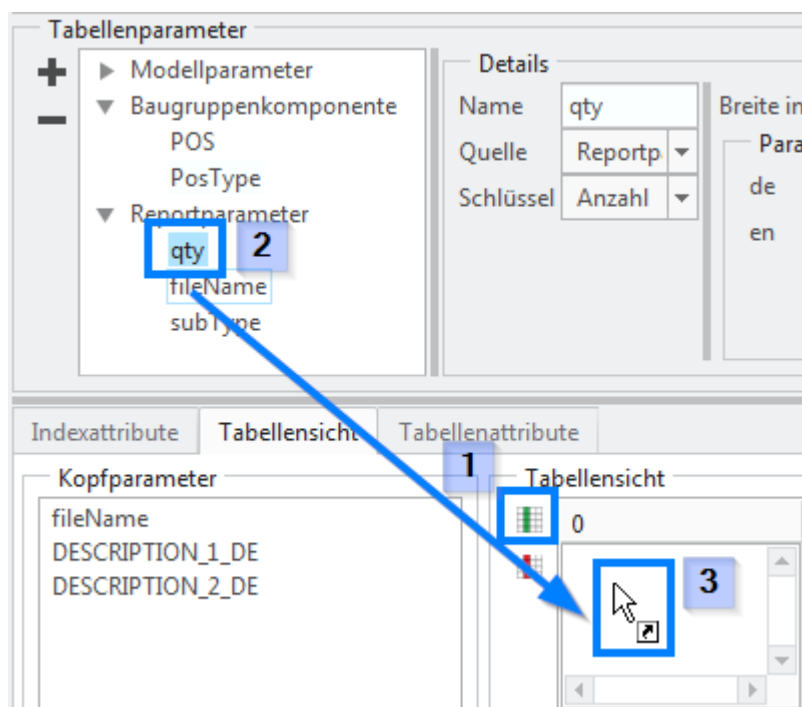 Tabellenparameter
Modellparameter
Baugruppenkomponente
POS
PosType
Reportparameter
qty
2
fileName
subType
Details
Name
qty
Breite in
Quelle
Reportp
Para
Schlüssel
Anzahl
de
en
Indexattribute
Tabellensicht
Tabellenattribute
Kopfparameter
fileName
DESCRIPTION_1_DE
DESCRIPTION_2_DE
1
Tabellensicht
0
3